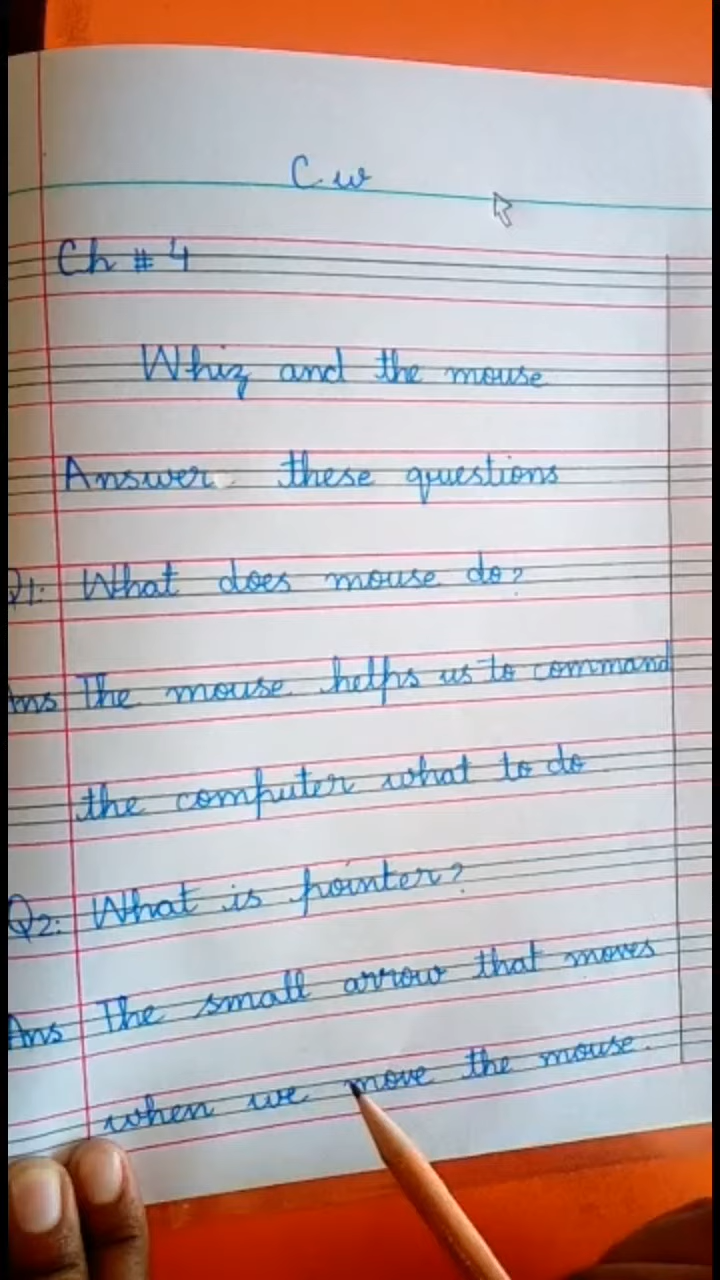 C.w
Ch # 4
Whiz and the mouse
Answer these questions
Q1: What does mouse do?
Ans The mouse helps us to command
the computer what to do
Q2: What is pointer?
Ans The small arrow that moves
when we move the mouse.